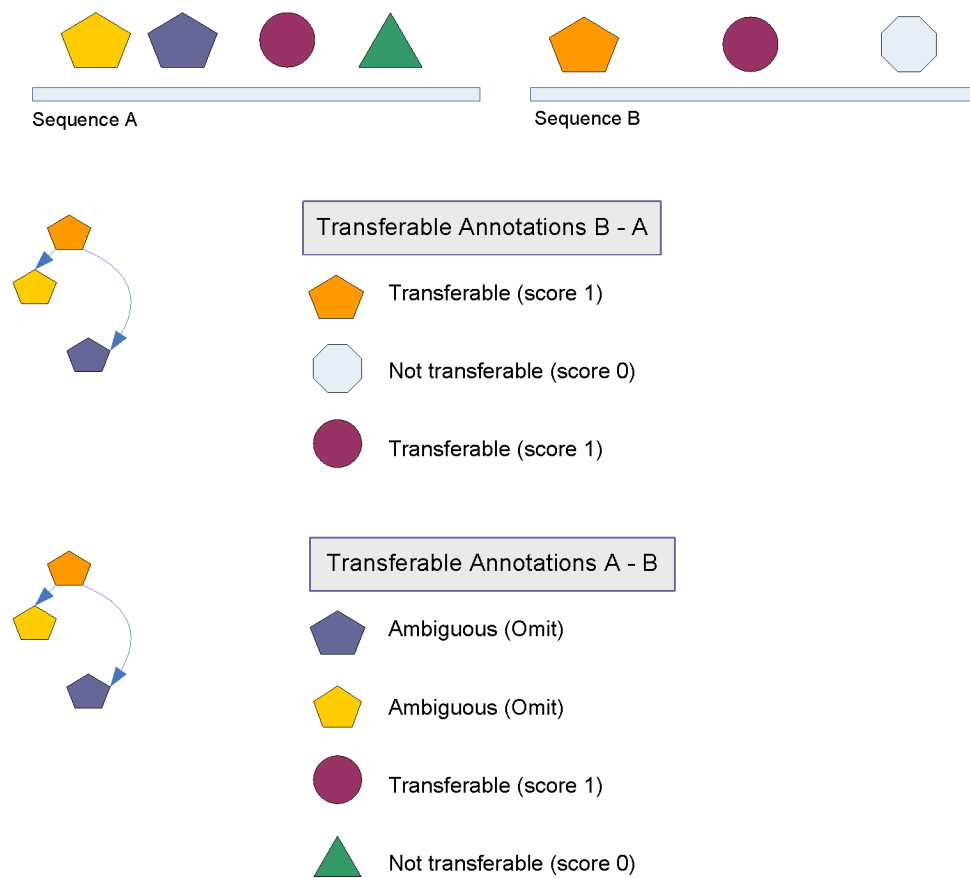 Sequence A
Sequence B
Transferable Annotations B - A
Transferable (score 1)
Not transferable (score 0)
Transferable (score 1)
Transferable Annotations A - B
Ambiguous (Omit)
Ambiguous (Omit)
Transferable (score 1)
Not transferable (score 0)